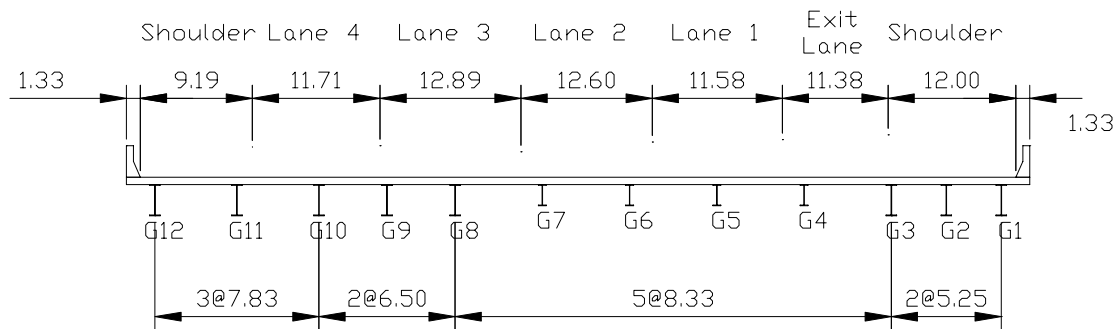 Shoulder Lane 4 Lane 3 Lane 2 Lane 1 Exit Lane Shoulder
1.33 9.19 11.71 12.89 12.60 11.58 11.38 12.00 1.33
G12 G11 G10 G9 G8 G7 G6 G5 G4 G3 G2 G1
3@7.83 2@6.50 5@8.33 2@5.25